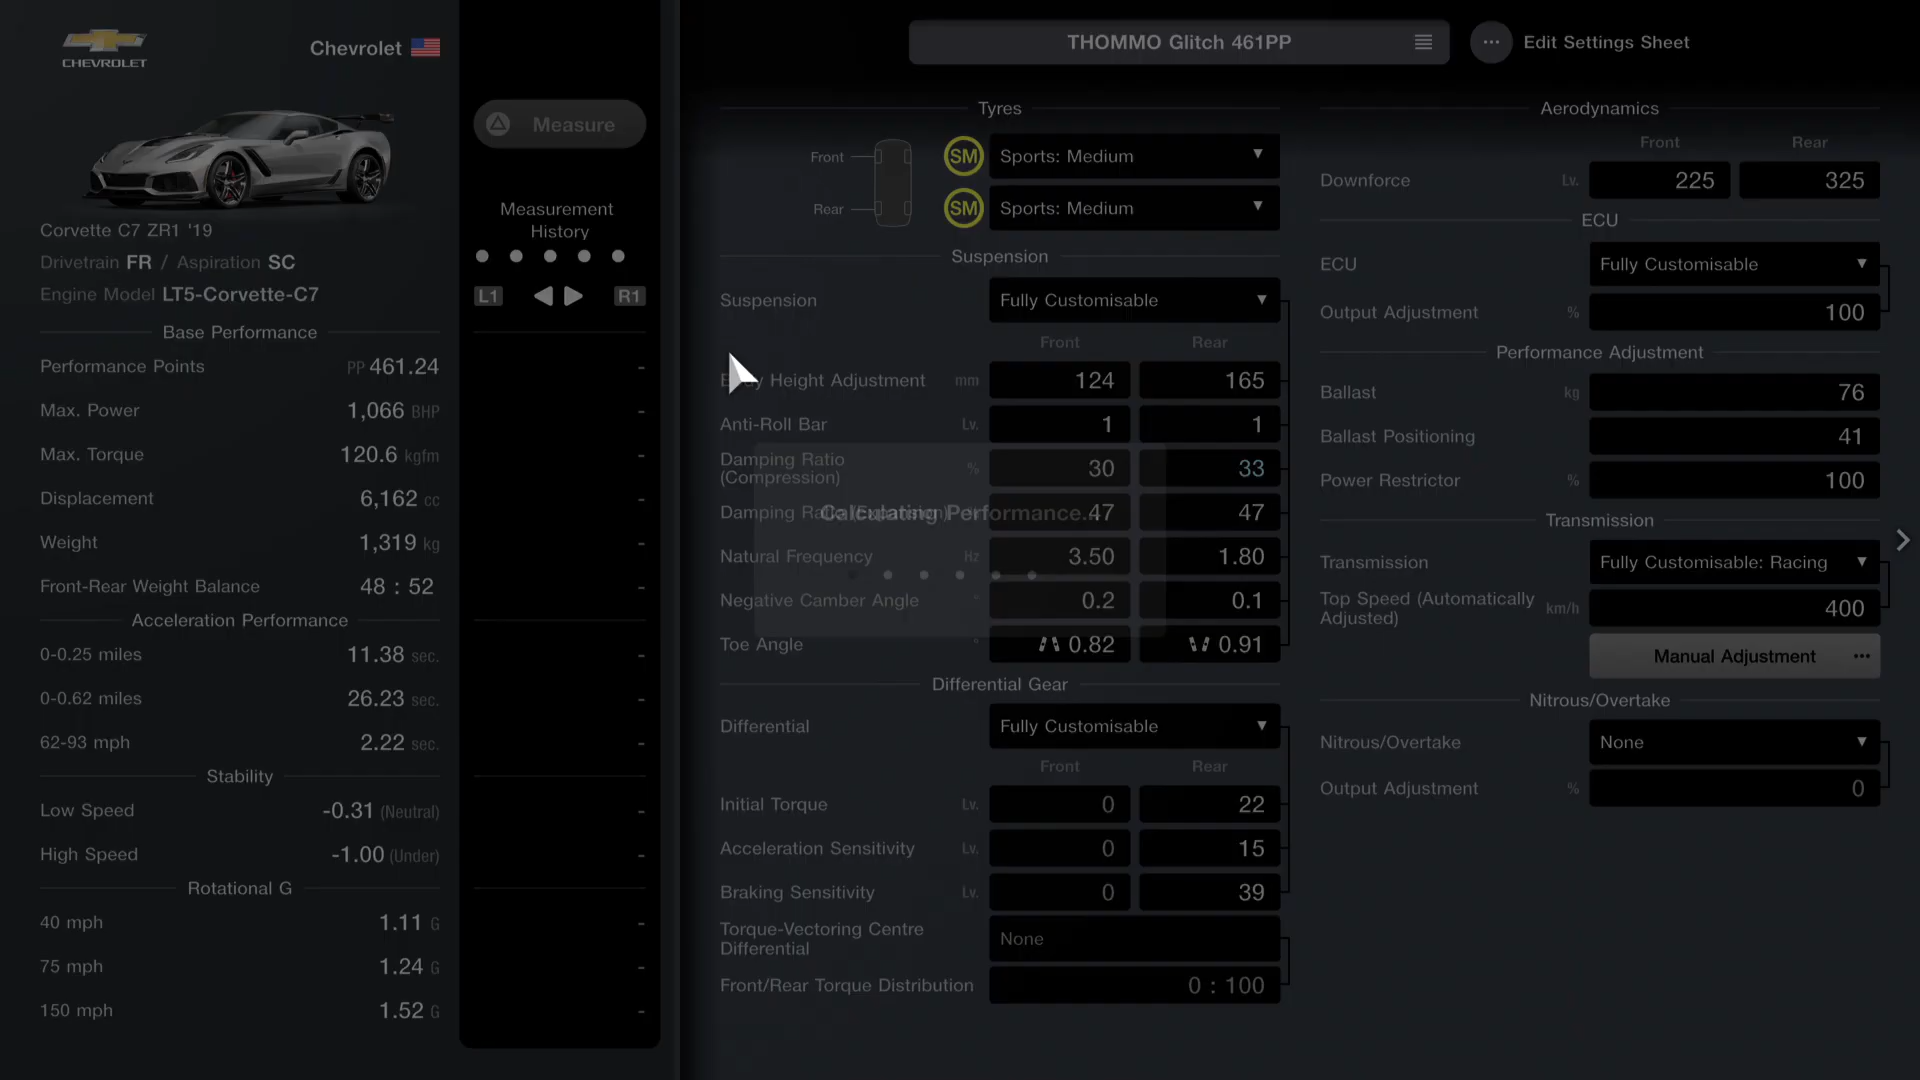 CHEVROLET
Chevrolet
Corvette C7 ZR1 '19
Drivetrain FR / Aspiration SC
Engine Model LT5-Corvette-C7
Base Performance
Performance Points PP 461.24
Max. Power 1,066 BHP
Max. Torque 120.6 kgfm
Displacement 6,162 cc
Weight 1,319 kg
Front-Rear Weight Balance 48 : 52
Acceleration Performance
0-0.25 miles 11.38 sec.
0-0.62 miles 26.23 sec.
62-93 mph 2.22 sec.
Stability
Low Speed -0.31 (Neutral)
High Speed -1.00 (Under)
Rotational G
40 mph 1.11 G
75 mph 1.24 G
150 mph 1.52 G
Measure
Measurement
History
L1 R1
-
-
-
-
-
-
-
-
-
-
-
-
-
-
THOMMO Glitch 461PP
Edit Settings Sheet
Tyres
Front SM Sports: Medium
Rear SM Sports: Medium
Suspension
Suspension Fully Customisable
Front Rear
Height Adjustment mm 124 165
Anti-Roll Bar Lv. 1 1
Damping Ratio
(Compression) % 30 33
Damping Ratio (Expansion) 47 47
Calculating Performance...
Natural Frequency Hz 3.50 1.80
Negative Camber Angle ° 0.2 0.1
Toe Angle ° 0.82 0.91
Differential Gear
Differential Fully Customisable
Front Rear
Initial Torque Lv. 0 22
Acceleration Sensitivity Lv. 0 15
Braking Sensitivity Lv. 0 39
Torque-Vectoring Centre
Differential None
Front/Rear Torque Distribution 0 : 100
Aerodynamics
Front Rear
Downforce Lv. 225 325
ECU
ECU Fully Customisable
Output Adjustment % 100
Performance Adjustment
Ballast kg 76
Ballast Positioning 41
Power Restrictor % 100
Transmission
Transmission Fully Customisable: Racing
Top Speed (Automatically
Adjusted) km/h 400
Manual Adjustment
Nitrous/Overtake
Nitrous/Overtake None
Output Adjustment % 0